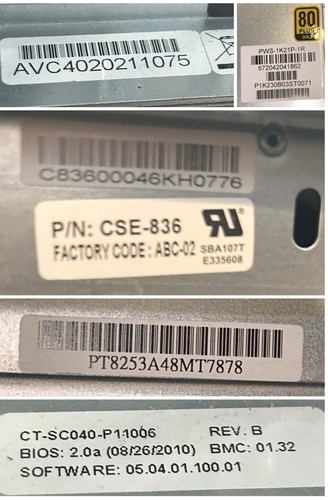 AVC4020211075
80
PLUS
GOLD
PWS-1K21P-1R
672042041862
P1K230B03ST0071
C83600046KH0776
P/N: CSE-836
FACTORY CODE : ABC-02
SBA107T
E335608
PT8253A48MT7878
CT-SC040-P11006 REV. B
BIOS: 2.0a (08/26/2010) BMC: 01.32
SOFTWARE: 05.04.01.100.01